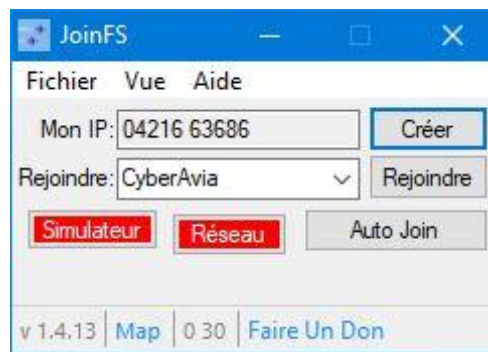 JoinFS
Fichier Vue Aide
Mon IP: 04216 63686 Créer
Rejoindre: CyberAvia Rejoindre
Simulateur Réseau Auto Join
v 1.4.13 Map 0 30 Faire Un Don